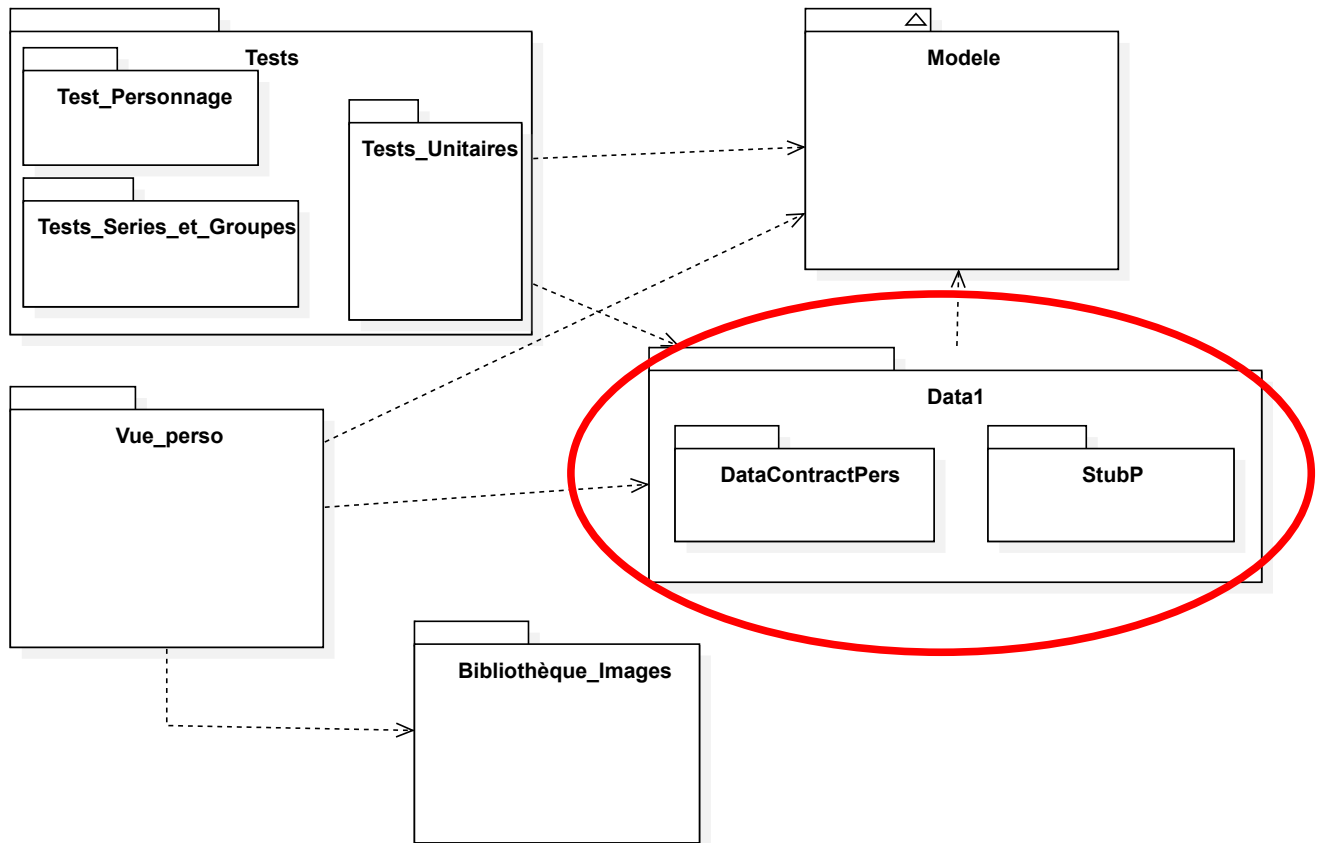 Tests
Test_Personnage
Tests_Unitaires
Tests_Series_et_Groupes
Modele
Vue_perso
Data1
DataContractPers
StubP
Bibliothèque_Images